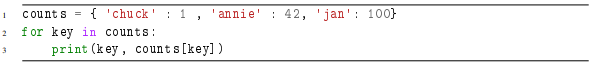 1 counts = { 'chuck' : 1 , 'annie' : 42, 'jan': 100}
2 for key in counts:
3     print(key, counts[key])